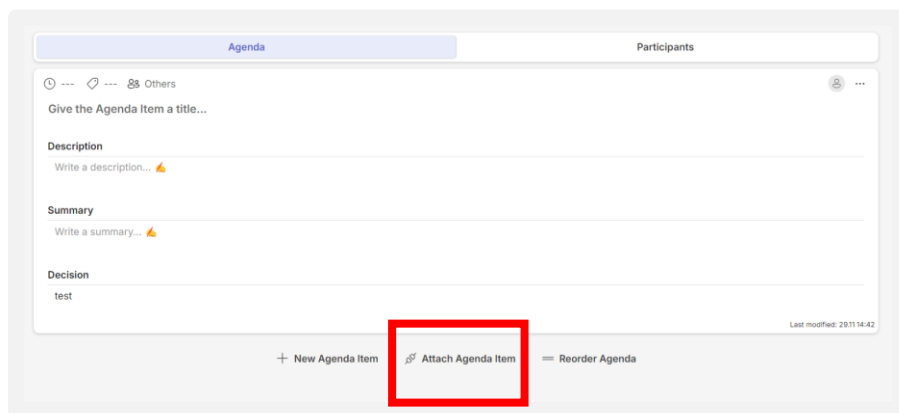 Agenda Participants
--- --- Others ...
Give the Agenda Item a title...
Description
Write a description... ✍️
Summary
Write a summary... ✍️
Decision
test
Last modified: 29.11 14:42
New Agenda Item Attach Agenda Item Reorder Agenda